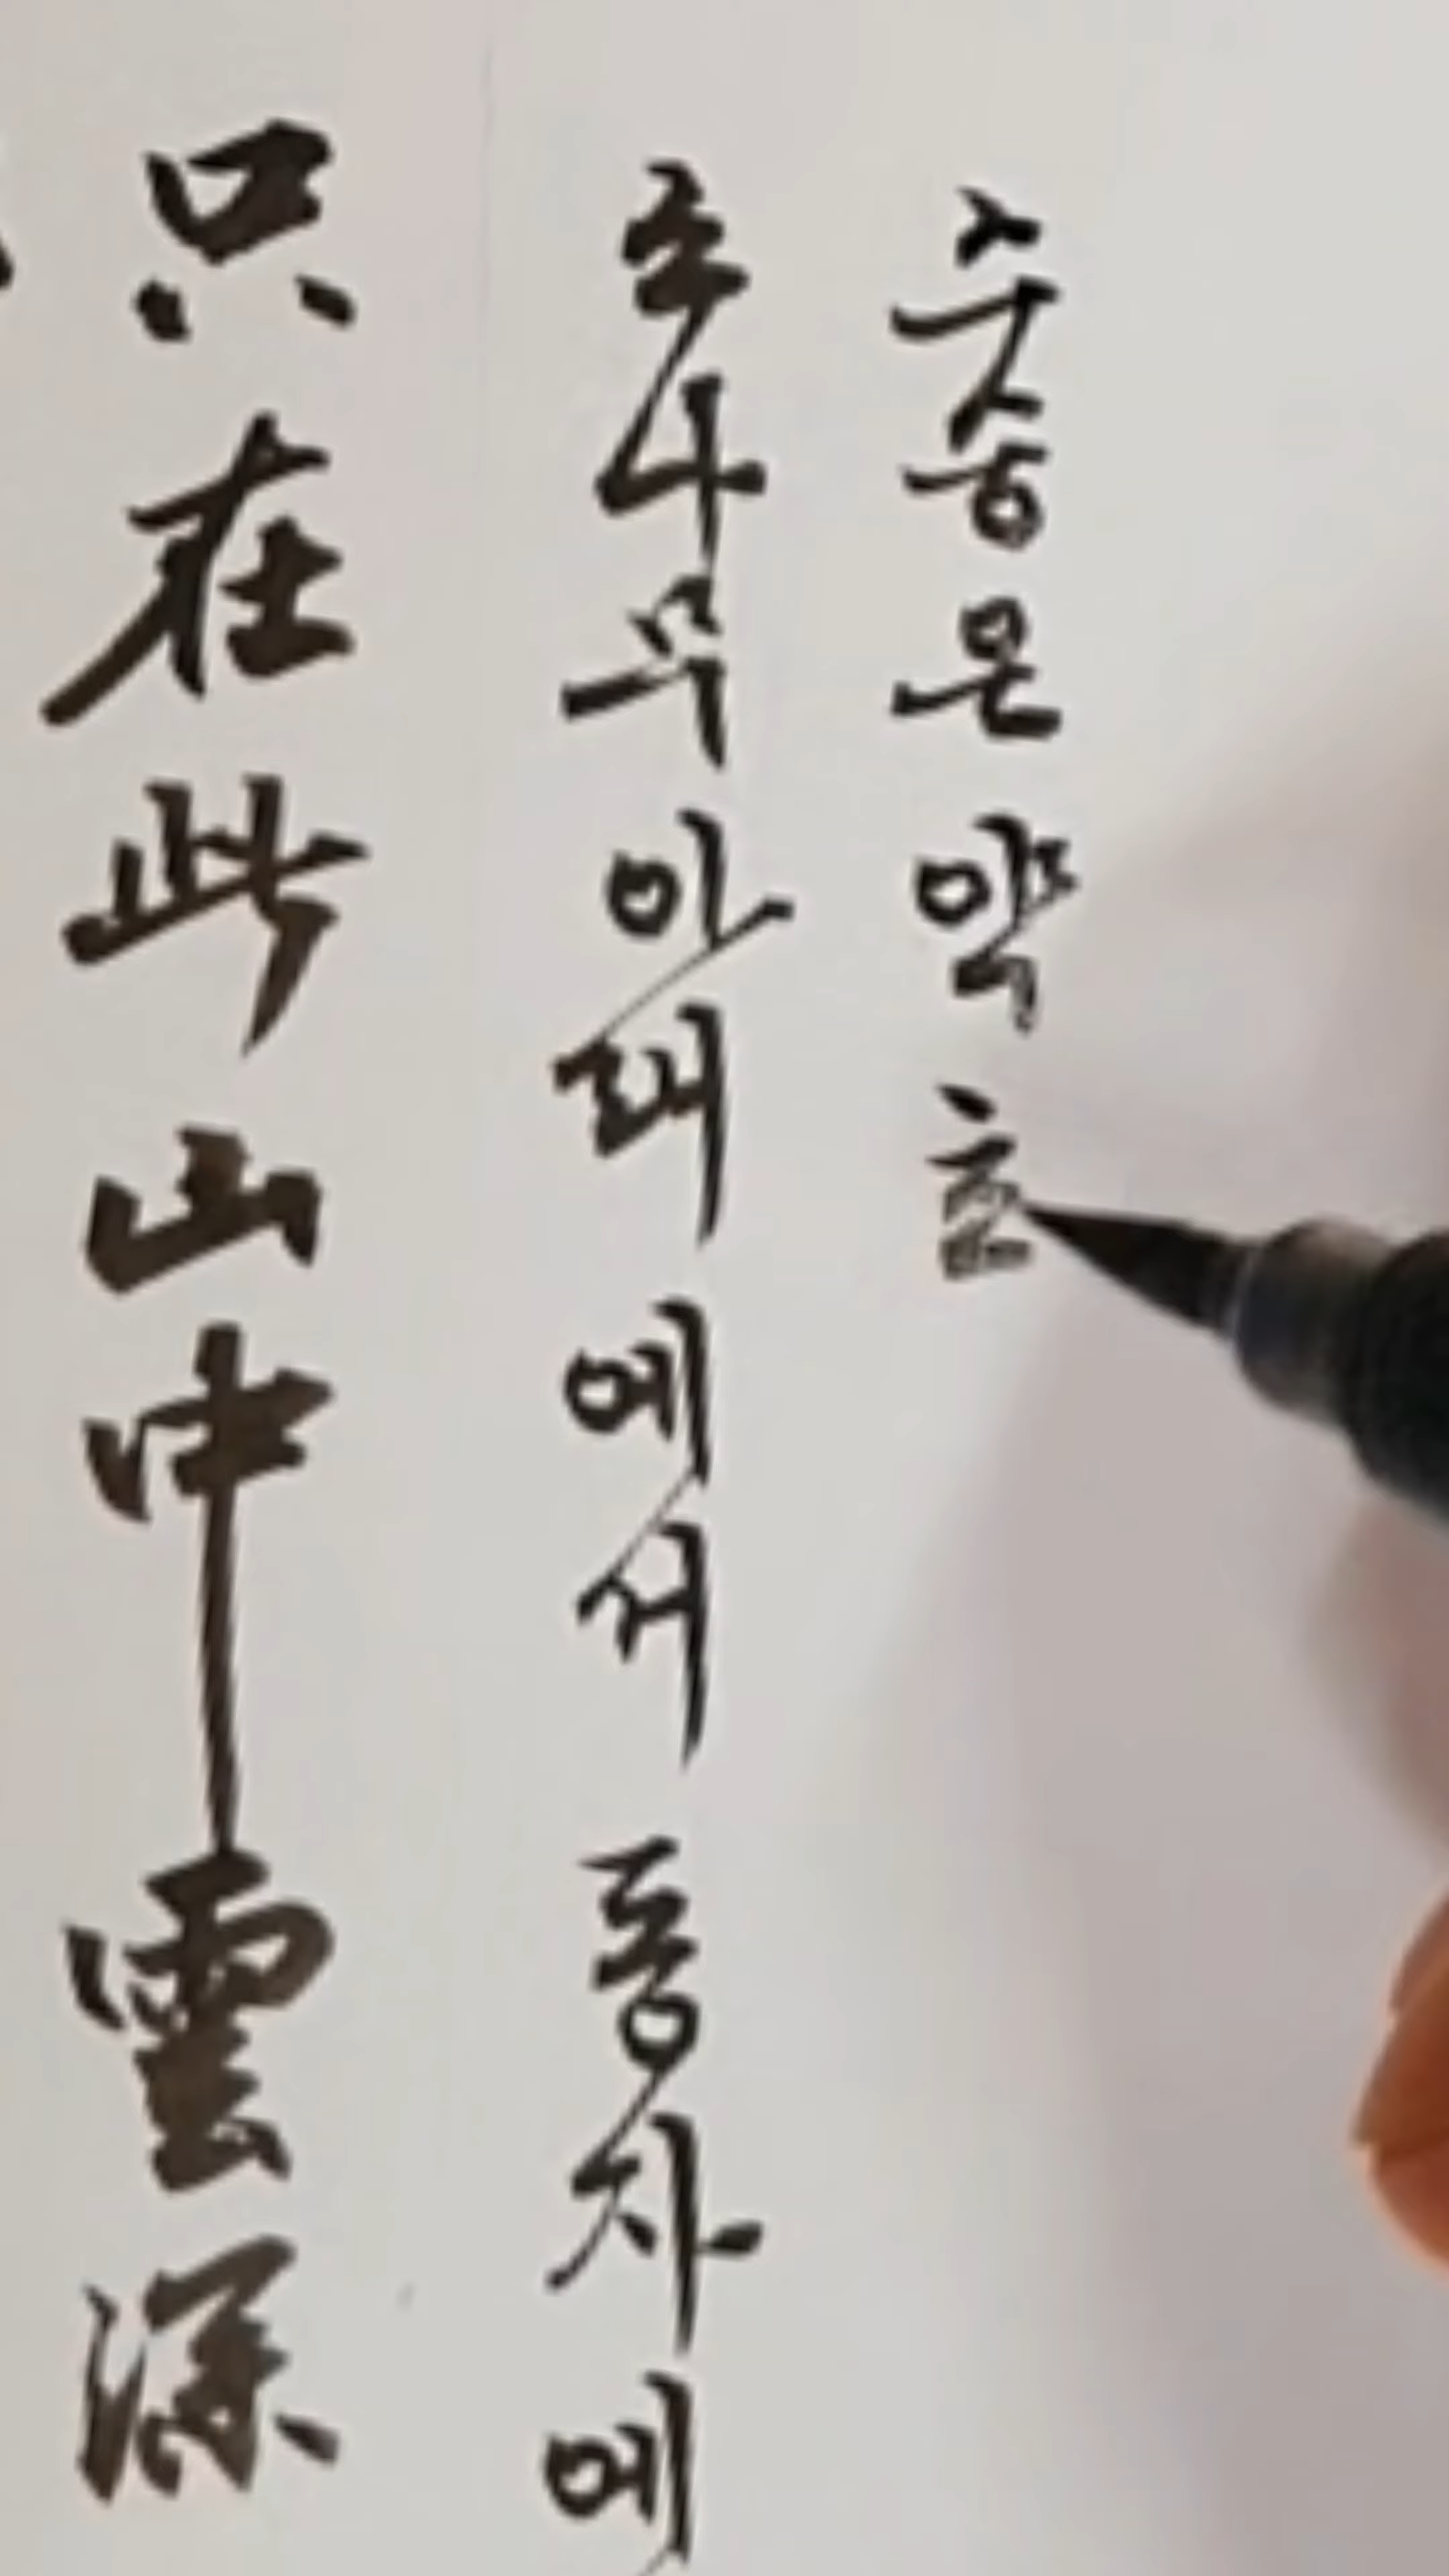 只在此山中雲深
소나무 아래에서 동자에
스승은 약초